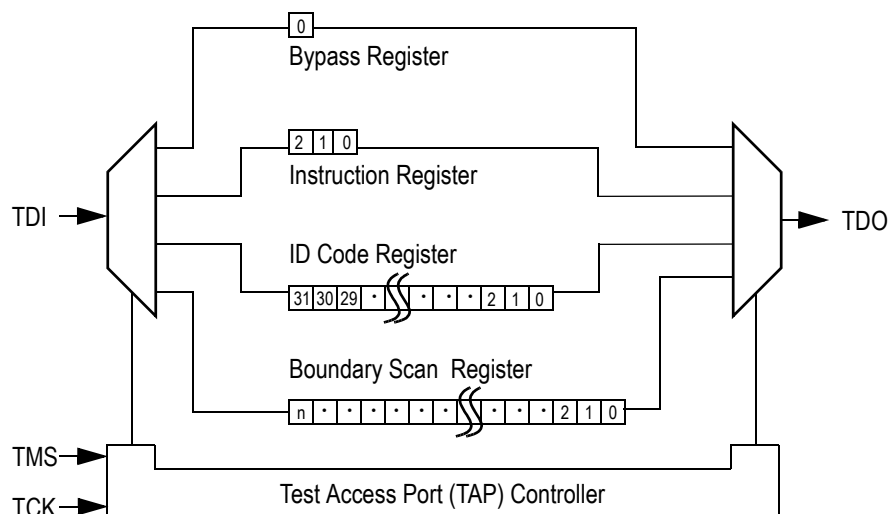 0
Bypass Register
2 1 0
Instruction Register
TDI
TDO
ID Code Register
31 30 29 · · · · 2 1 0
Boundary Scan Register
n · · · · · · · · · 2 1 0
TMS
Test Access Port (TAP) Controller
TCK